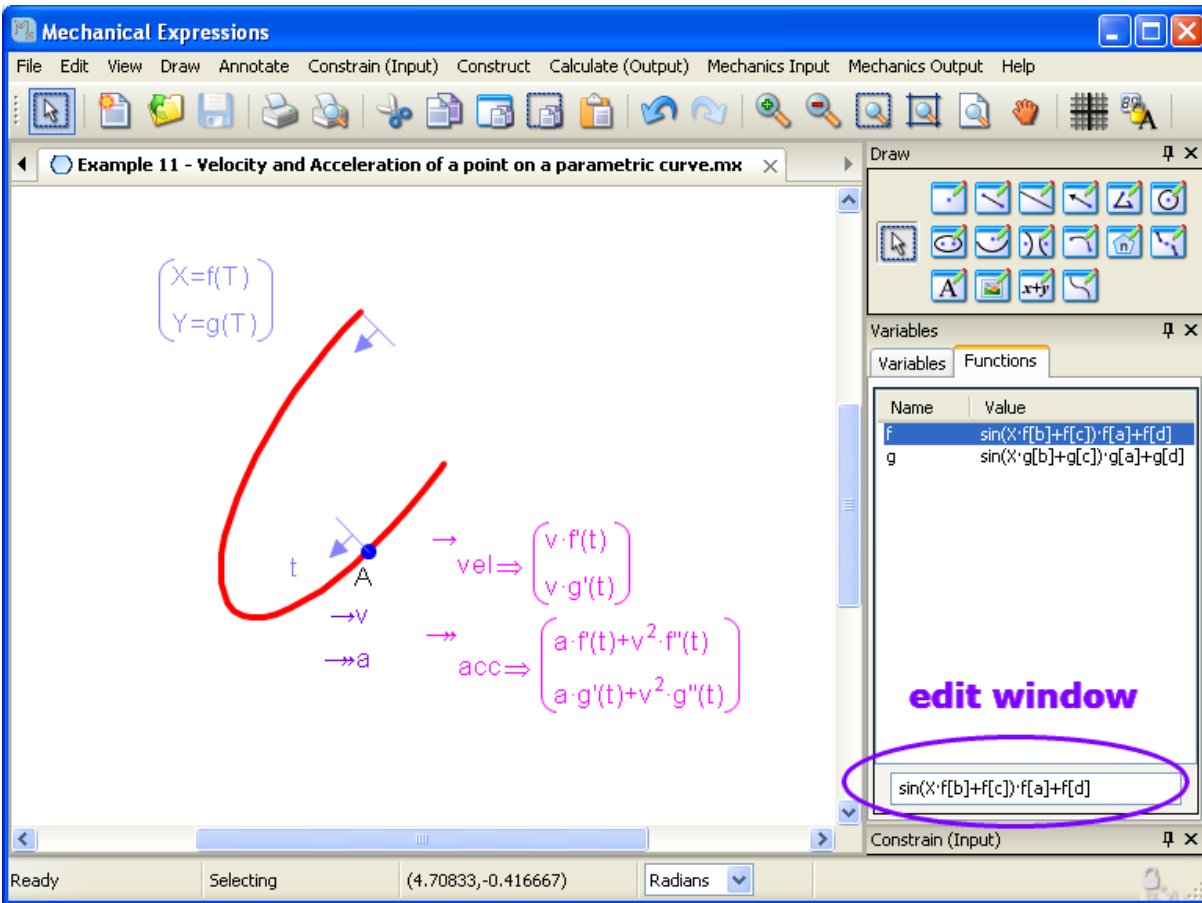 Mechanical Expressions
File Edit View Draw Annotate Constrain (Input) Construct Calculate (Output) Mechanics Input Mechanics Output Help
Example 11 - Velocity and Acceleration of a point on a parametric curve.mx
Draw
A x+y
Variables
Variables Functions
Name Value
f sin(X·f[b]+f[c])·f[a]+f[d]
g sin(X·g[b]+g[c])·g[a]+g[d]
X=f(T)
Y=g(T)
t
A
v
a
vel⇒
v·f'(t)
v·g'(t)
acc⇒
a·f'(t)+v²·f''(t)
a·g'(t)+v²·g''(t)
edit window
sin(X·f[b]+f[c])·f[a]+f[d]
Constrain (Input)
Ready Selecting (4.70833,-0.416667) Radians